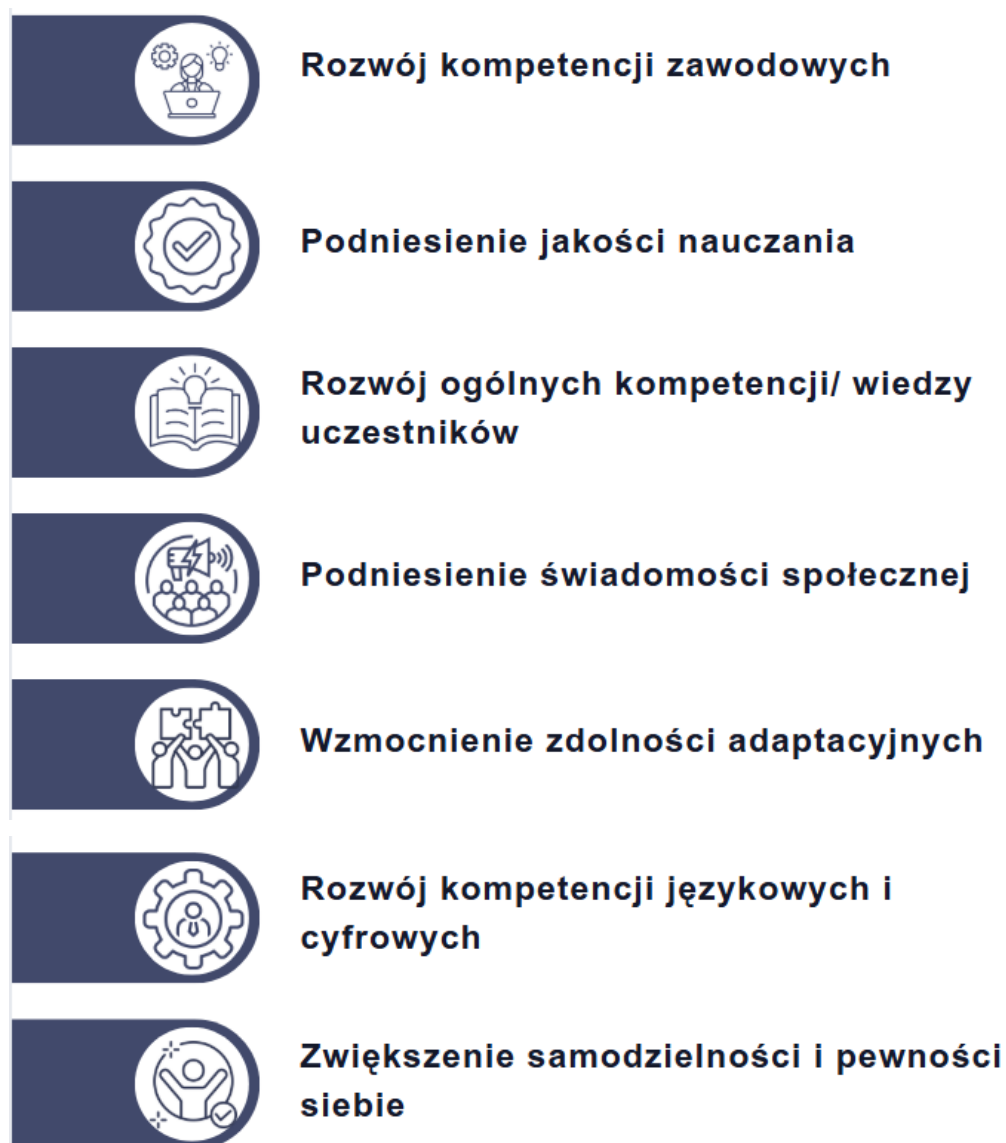 Rozwój kompetencji zawodowych
Podniesienie jakości nauczania
Rozwój ogólnych kompetencji/ wiedzy
uczestników
Podniesienie świadomości społecznej
Wzmocnienie zdolności adaptacyjnych
Rozwój kompetencji językowych i
cyfrowych
Zwiększenie samodzielności i pewności
siebie